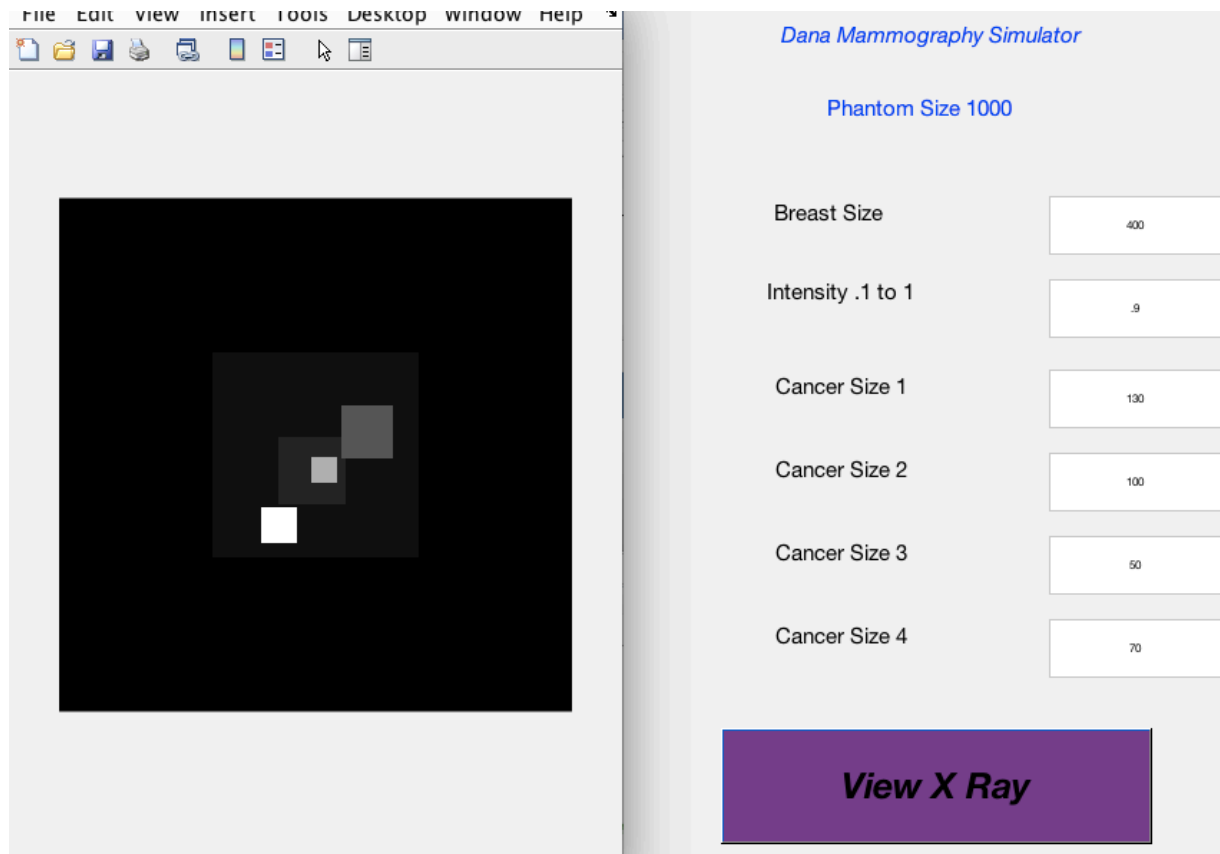 File Edit View Insert Tools Desktop Window Help
Dana Mammography Simulator
Phantom Size 1000
Breast Size
400
Intensity .1 to 1
.9
Cancer Size 1
130
Cancer Size 2
100
Cancer Size 3
50
Cancer Size 4
70
View X Ray